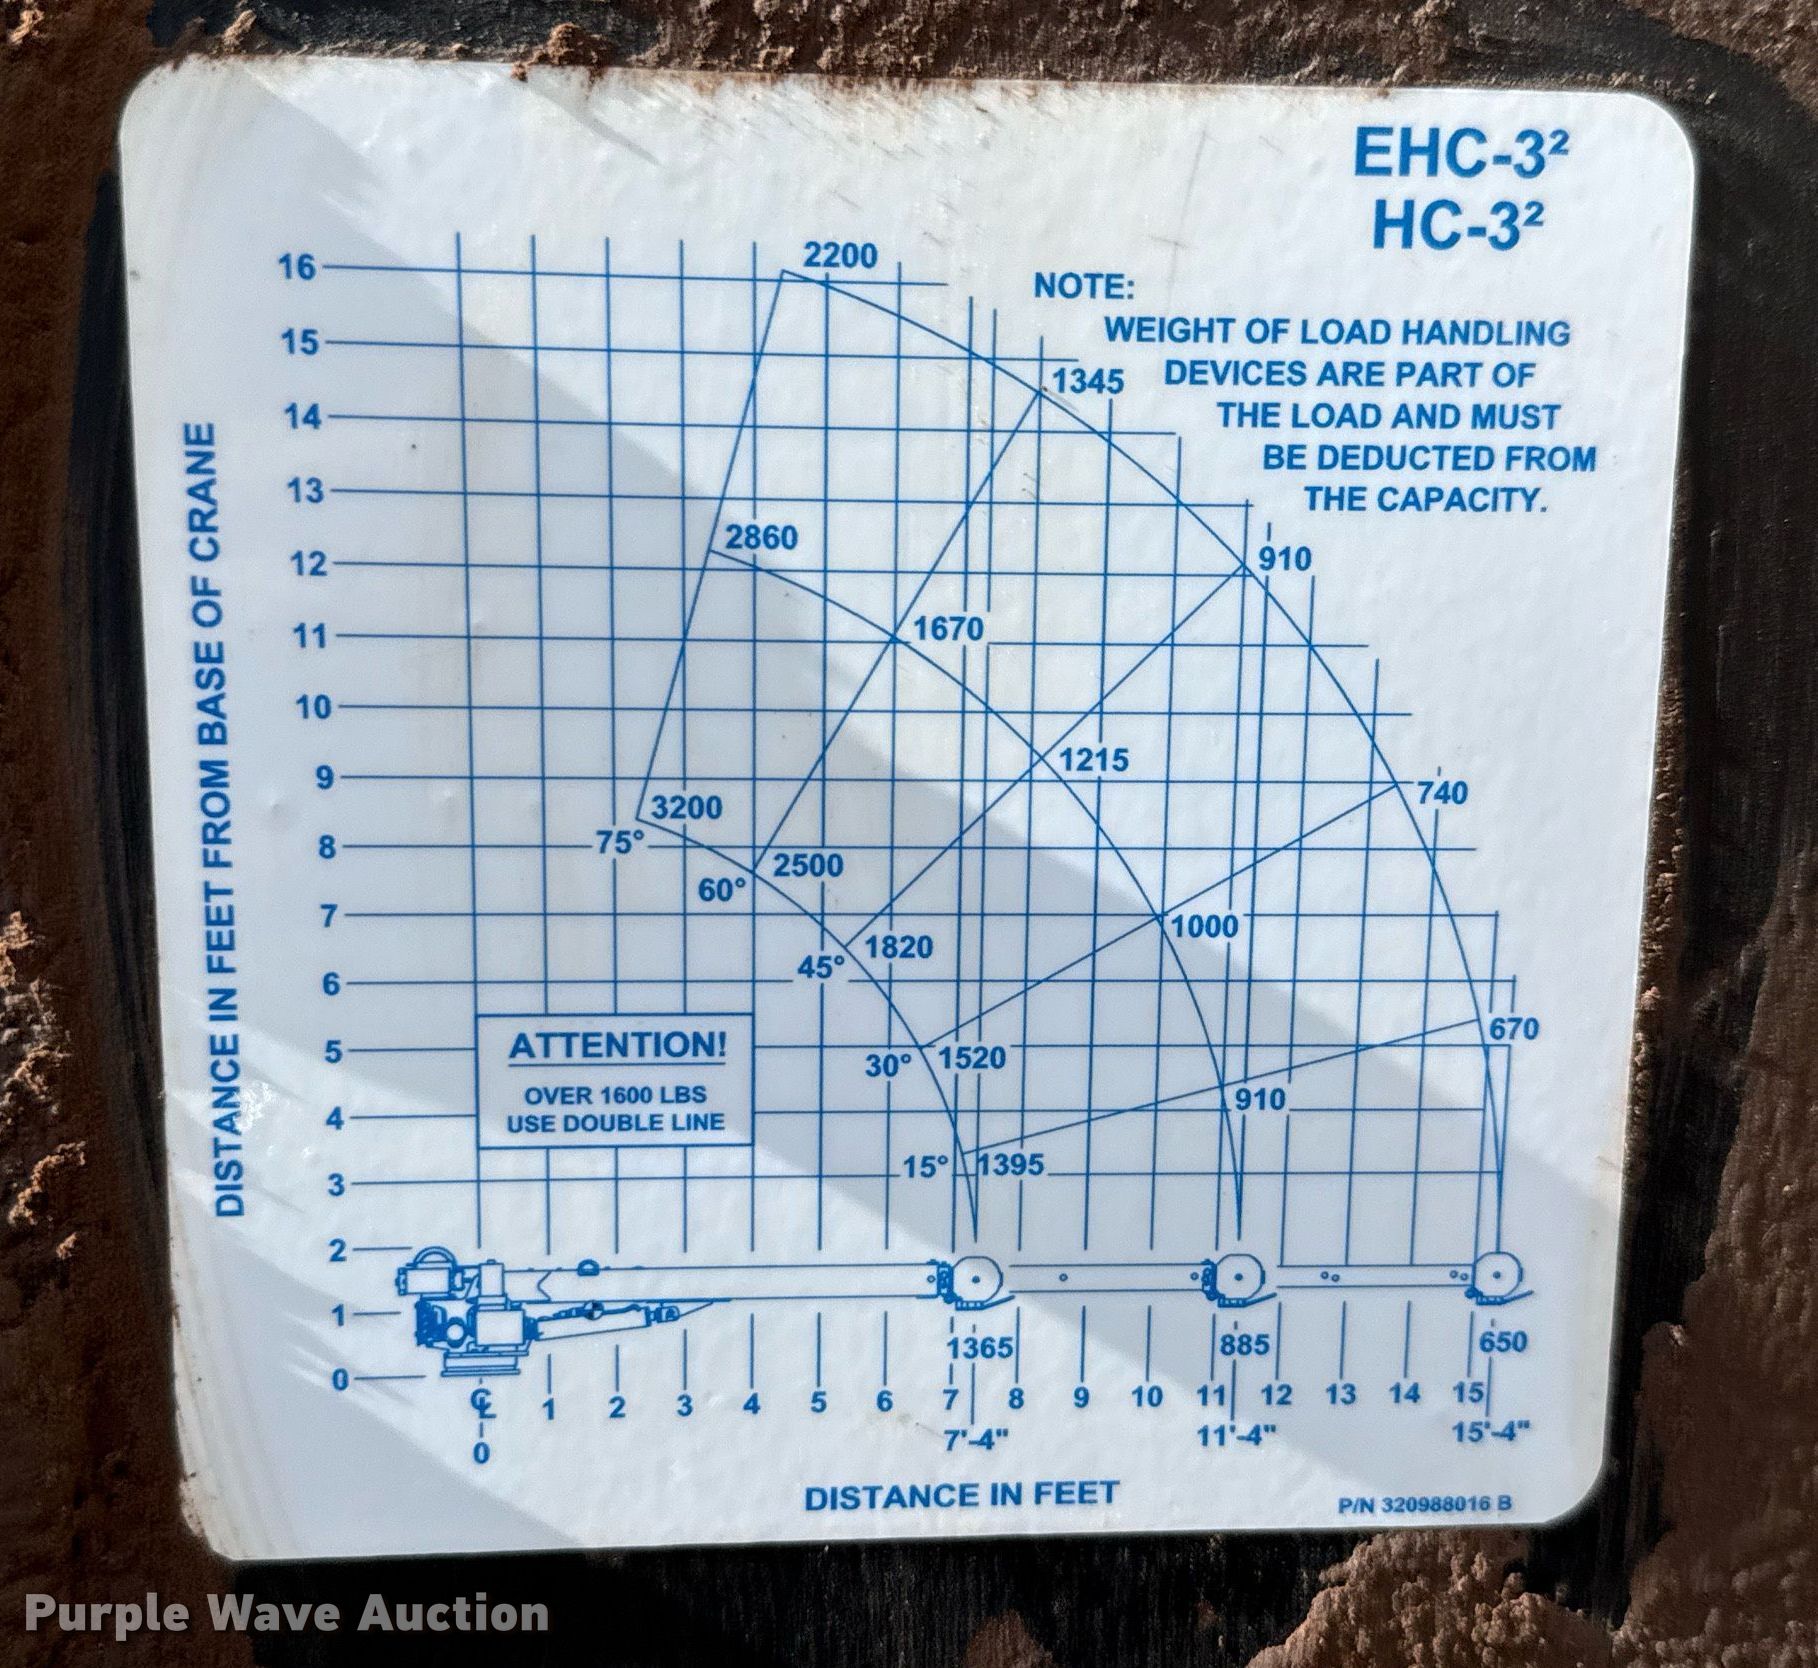 EHC-3²
HC-3²
NOTE:
WEIGHT OF LOAD HANDLING
DEVICES ARE PART OF
THE LOAD AND MUST
BE DEDUCTED FROM
THE CAPACITY.
DISTANCE IN FEET FROM BASE OF CRANE
16
15
14
13
12
11
10
9
8
7
6
5
4
3
2
1
0
2200
1345
2860
910
1670
1215
3200
740
75°
2500
60°
1820
1000
45°
670
1520
30°
910
1395
15°
ATTENTION!
OVER 1600 LBS
USE DOUBLE LINE
1365 885 650
℄ 1 2 3 4 5 6 7 8 9 10 11 12 13 14 15
0
7'-4" 11'-4" 15'-4"
DISTANCE IN FEET
P/N 320988016 B
Purple Wave Auction